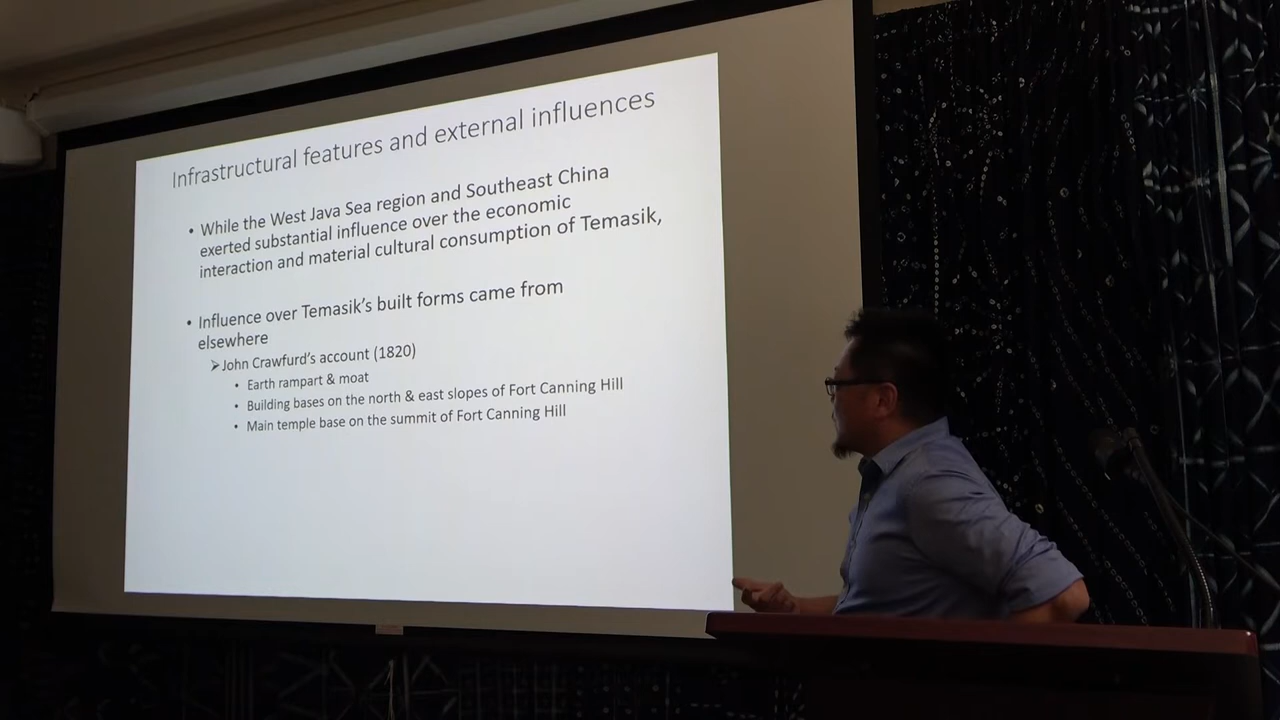 Infrastructural features and external influences
• While the West Java Sea region and Southeast China
exerted substantial influence over the economic
interaction and material cultural consumption of Temasik,
• Influence over Temasik's built forms came from
elsewhere
➢John Crawfurd's account (1820)
• Earth rampart & moat
• Building bases on the north & east slopes of Fort Canning Hill
• Main temple base on the summit of Fort Canning Hill